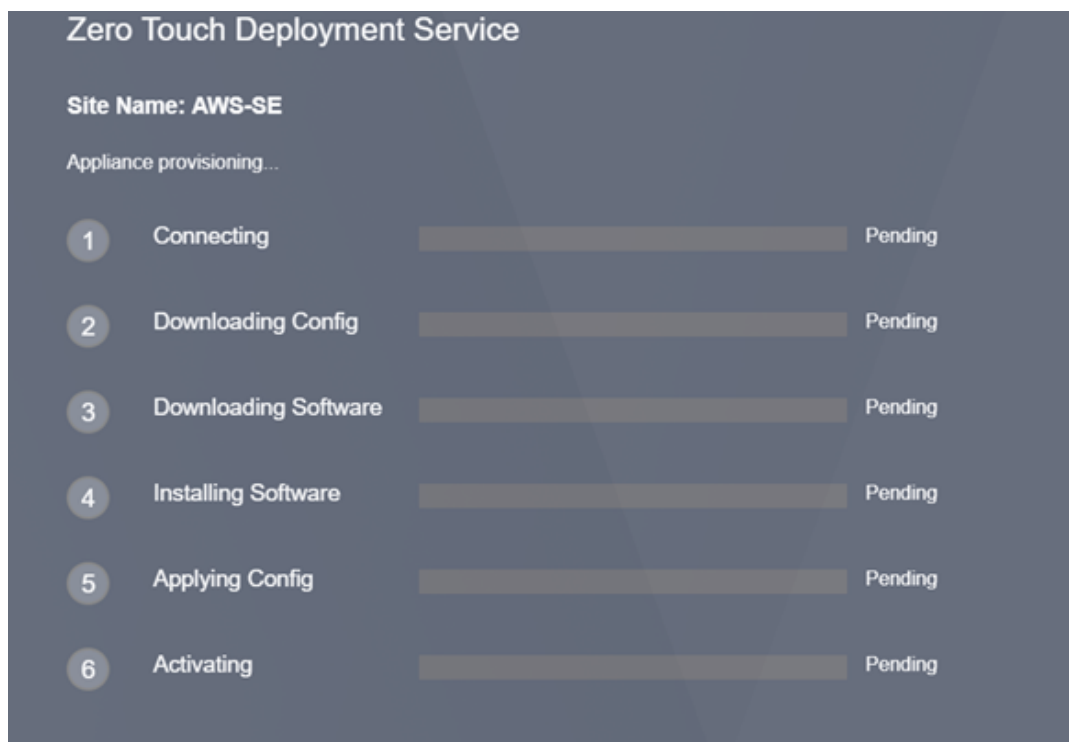 Zero Touch Deployment Service
Site Name: AWS-SE
Appliance provisioning...
1 Connecting Pending
2 Downloading Config Pending
3 Downloading Software Pending
4 Installing Software Pending
5 Applying Config Pending
6 Activating Pending